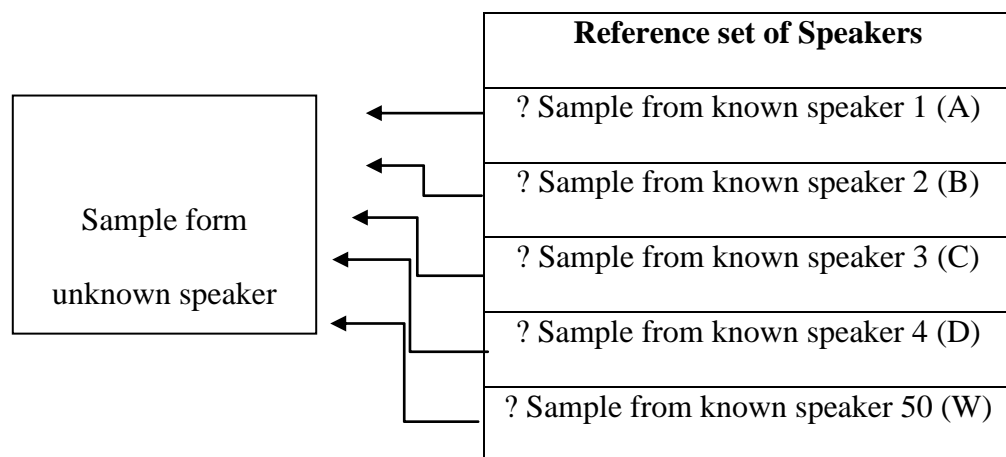 Reference set of Speakers
? Sample from known speaker 1 (A)
? Sample from known speaker 2 (B)
? Sample from known speaker 3 (C)
? Sample from known speaker 4 (D)
? Sample from known speaker 50 (W)
Sample form
unknown speaker